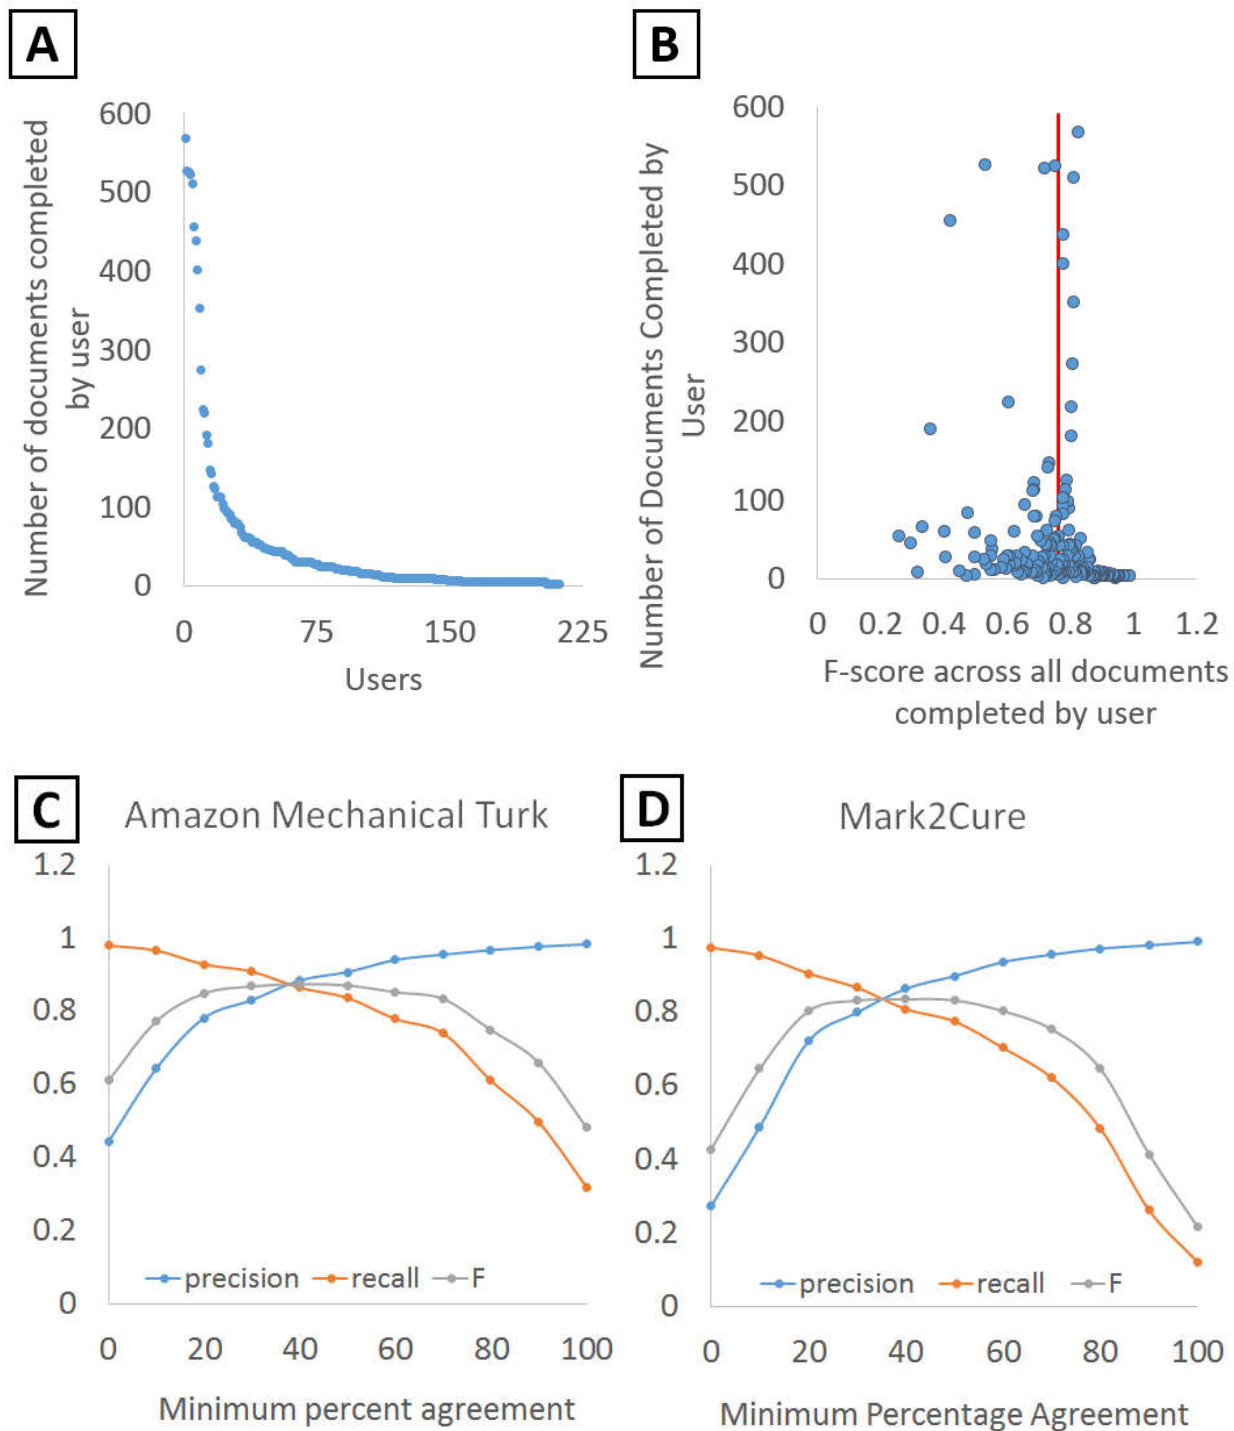 A
Number of documents completed
by user
600
500
400
300
200
100
0
0 75 150 225
Users
B
Number of Documents Completed by
User
600
500
400
300
200
100
0
0 0.2 0.4 0.6 0.8 1 1.2
F-score across all documents
completed by user
C
Amazon Mechanical Turk
1.2
1
0.8
0.6
0.4
0.2
0
precision recall F
0 20 40 60 80 100
Minimum percent agreement
D
Mark2Cure
1.2
1
0.8
0.6
0.4
0.2
0
precision recall F
0 20 40 60 80 100
Minimum Percentage Agreement